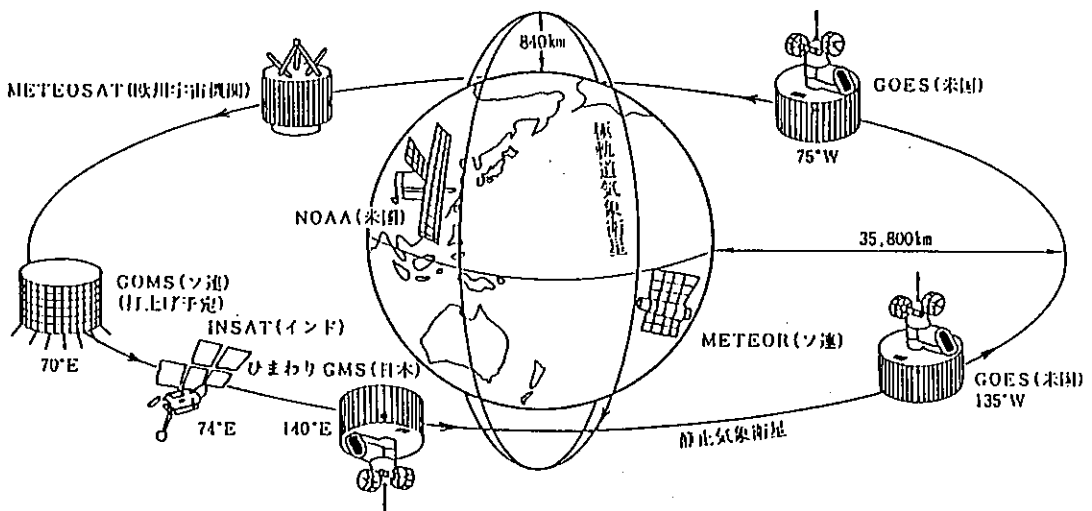 840km
METEOSAT(欧州宇宙機関)
GOES(米国)
75°W
極軌道気象衛星
NOAA(米国)
35,800km
GOMS(ソ連)
(打上げ予定)
70°E
INSAT(インド)
74°E
ひまわり GMS(日本)
140°E
METEOR(ソ連)
GOES(米国)
135°W
静止気象衛星